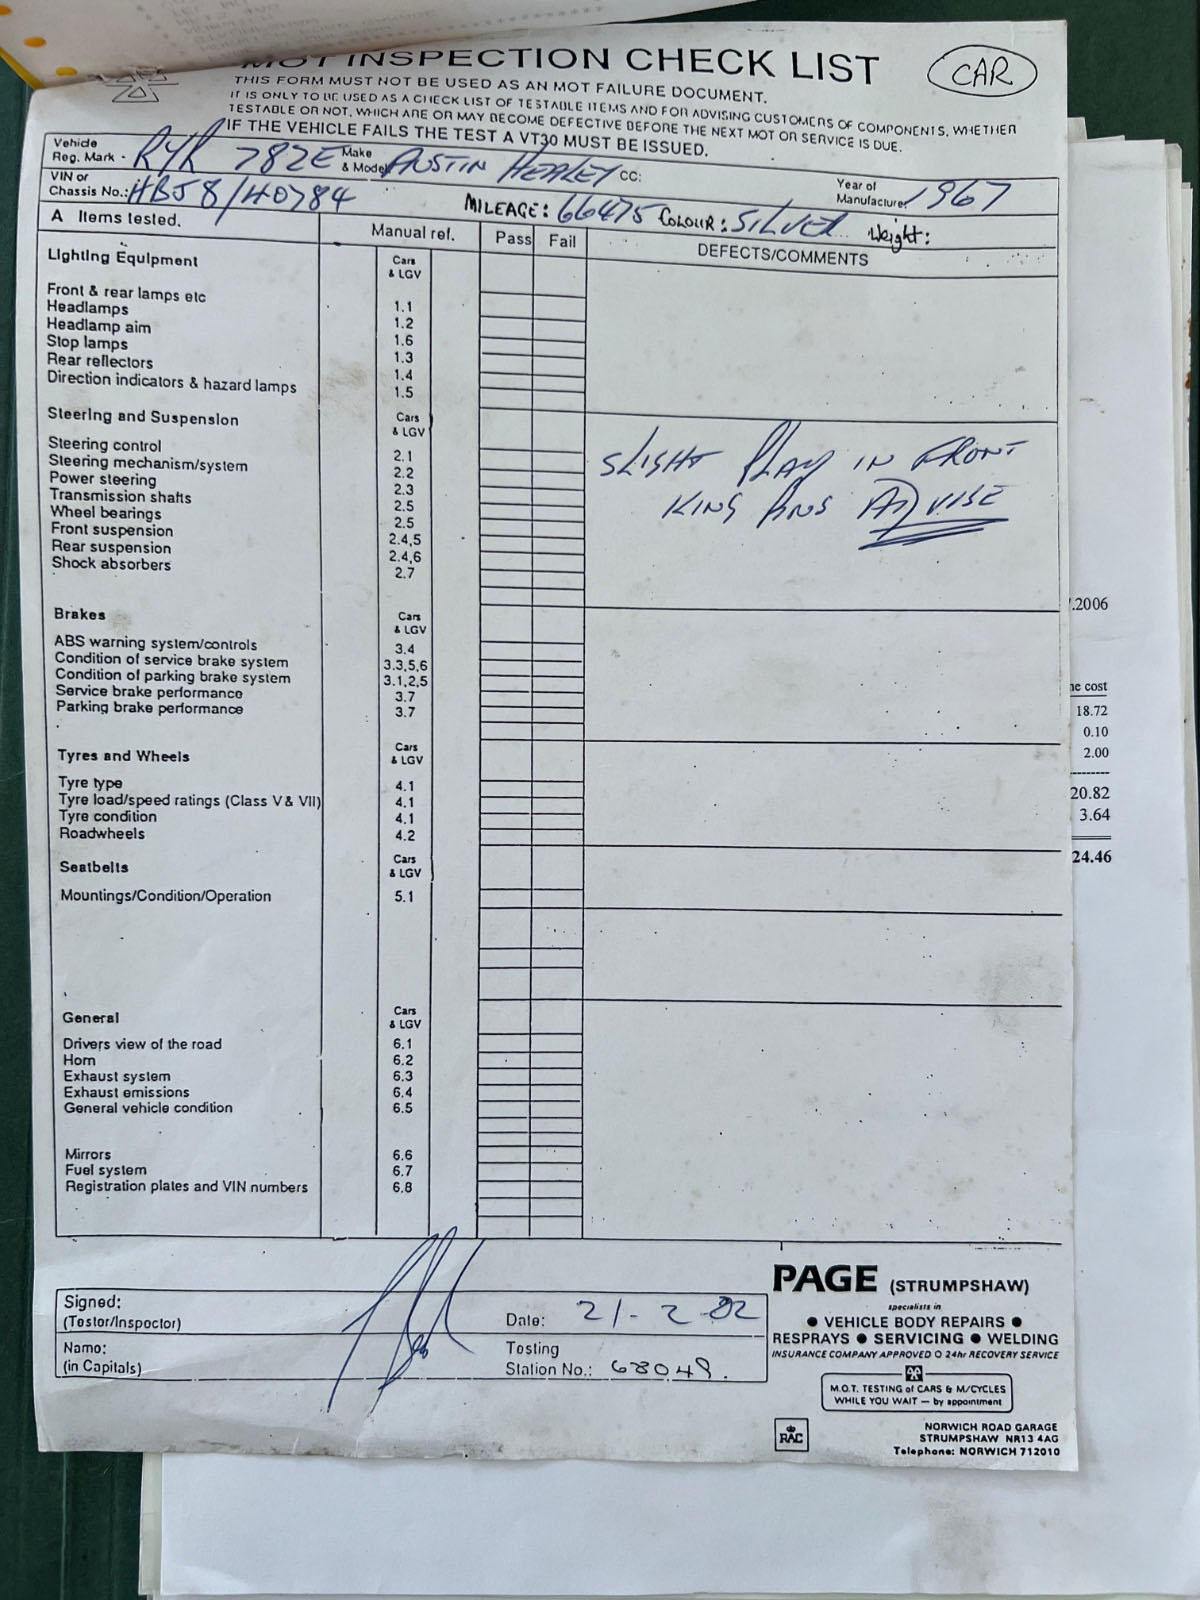 MOT INSPECTION CHECK LIST
CAR
THIS FORM MUST NOT BE USED AS AN MOT FAILURE DOCUMENT.
IT IS ONLY TO BE USED AS A CHECK LIST OF TESTABLE ITEMS AND FOR ADVISING CUSTOMERS OF COMPONENTS, WHETHER
TESTABLE OR NOT, WHICH ARE OR MAY BECOME DEFECTIVE BEFORE THE NEXT MOT OR SERVICE IS DUE.
IF THE VEHICLE FAILS THE TEST A VT30 MUST BE ISSUED.
Vehicle Reg. Mark - RYR 782E Make & Model AUSTIN HEALEY CC: Year of Manufacture: 1967
VIN or Chassis No.: HBJ8/40784 MILEAGE: 66475 COLOUR: SILVER Weight:
A Items tested. Manual ref. Pass Fail DEFECTS/COMMENTS
Lighting Equipment Cars & LGV
Front & rear lamps etc 1.1
Headlamps 1.2
Headlamp aim 1.6
Stop lamps 1.3
Rear reflectors 1.4
Direction indicators & hazard lamps 1.5
Steering and Suspension Cars & LGV
Steering control 2.1
Steering mechanism/system 2.2
Power steering 2.3
Transmission shafts 2.5
Wheel bearings 2.5
Front suspension 2.4,5
Rear suspension 2.4,6
Shock absorbers 2.7
SLIGHT PLAY IN FRONT
KING PINS ADVISE
Brakes Cars & LGV
ABS warning system/controls 3.4
Condition of service brake system 3.3,5,6
Condition of parking brake system 3.1,2,5
Service brake performance 3.7
Parking brake performance 3.7
Tyres and Wheels Cars & LGV
Tyre type 4.1
Tyre load/speed ratings (Class V & VII) 4.1
Tyre condition 4.1
Roadwheels 4.2
Seatbelts Cars & LGV
Mountings/Condition/Operation 5.1
General Cars & LGV
Drivers view of the road 6.1
Horn 6.2
Exhaust system 6.3
Exhaust emissions 6.4
General vehicle condition 6.5
Mirrors 6.6
Fuel system 6.7
Registration plates and VIN numbers 6.8
Signed:
(Testor/Inspector)
Date: 21-2-02
Name:
(in Capitals)
Testing
Station No.: 68049.
PAGE (STRUMPSHAW)
specialists in
● VEHICLE BODY REPAIRS ●
RESPRAYS ● SERVICING ● WELDING
INSURANCE COMPANY APPROVED O 24hr RECOVERY SERVICE
M.O.T. TESTING of CARS & M/CYCLES
WHILE YOU WAIT — by appointment
RAC
NORWICH ROAD GARAGE
STRUMPSHAW NR13 4AG
Telephone: NORWICH 712010
.2006
ne cost
18.72
0.10
2.00
20.82
3.64
24.46